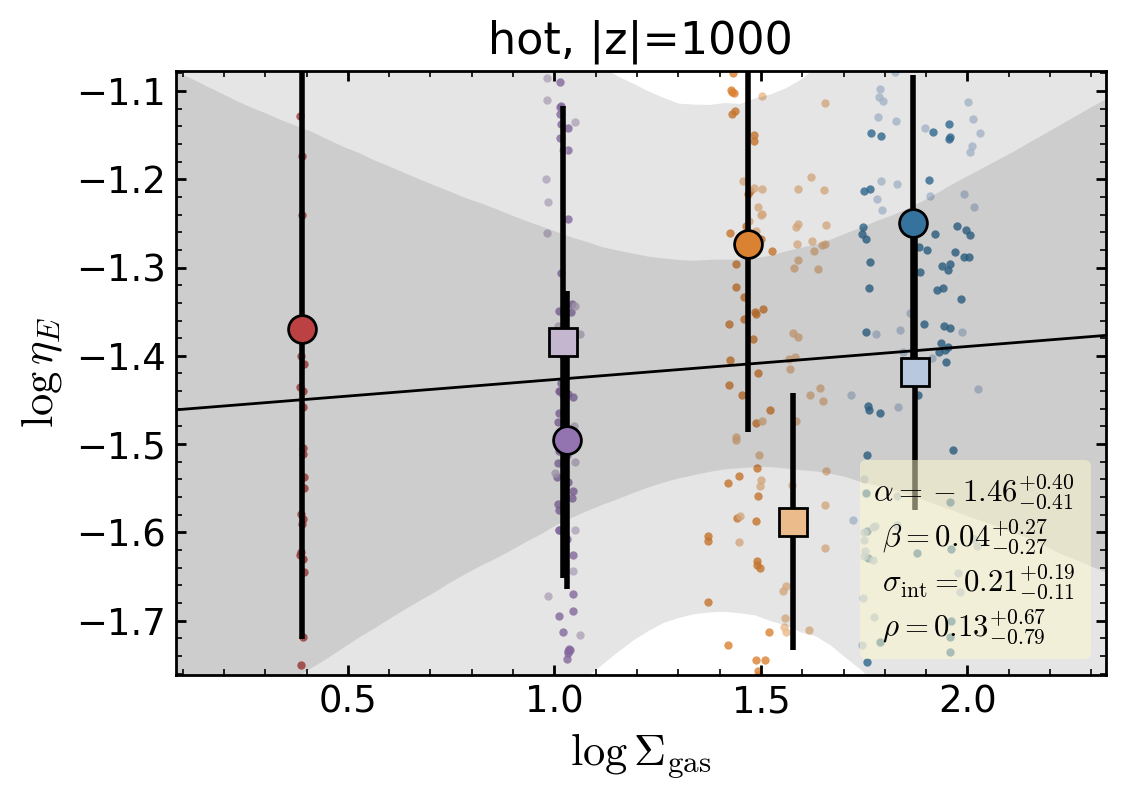 hot, |z|=1000
−1.1
−1.2
−1.3
−1.4
−1.5
−1.6
−1.7
log η_E
α = −1.46^{+0.40}_{−0.41}
β = 0.04^{+0.27}_{−0.27}
σ_int = 0.21^{+0.19}_{−0.11}
ρ = 0.13^{+0.67}_{−0.79}
0.5 1.0 1.5 2.0
log Σ_gas